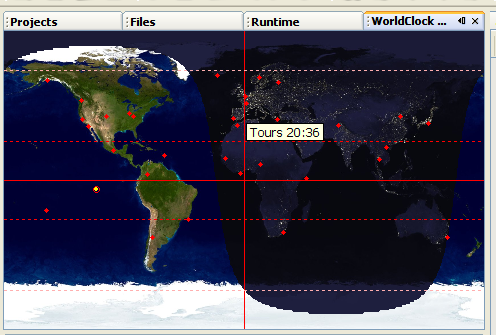 Projects
Files
Runtime
WorldClock ...
Tours 20:36